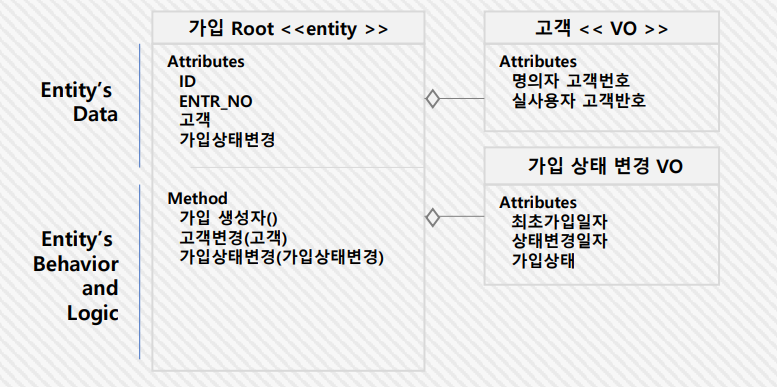 Entity's
Data
Entity's
Behavior
and
Logic
가입 Root <<entity >>
Attributes
ID
ENTR_NO
고객
가입상태변경
Method
가입 생성자()
고객변경(고객)
가입상태변경(가입상태변경)
고객 << VO >>
Attributes
명의자 고객번호
실사용자 고객반호
가입 상태 변경 VO
Attributes
최초가입일자
상태변경일자
가입상태